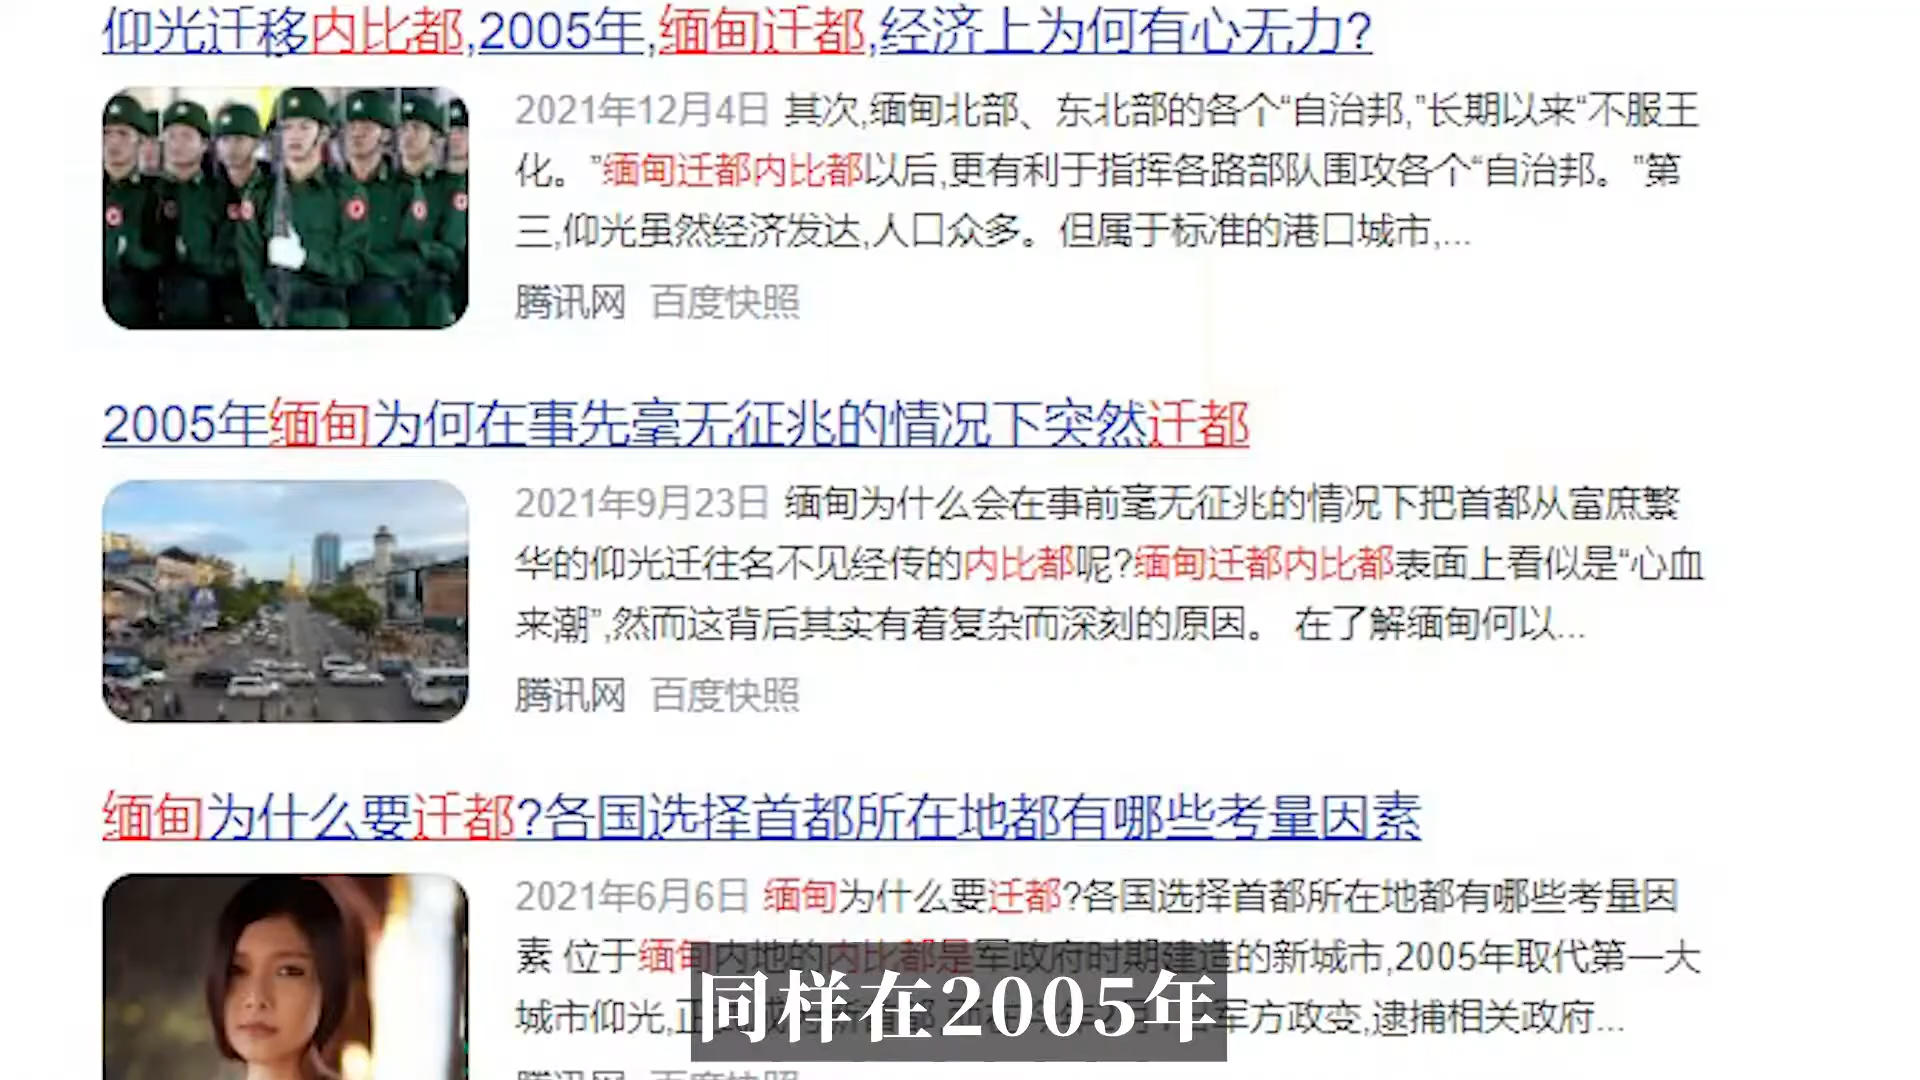 仰光迁移内比都,2005年,缅甸迁都,经济上为何有心无力?
2021年12月4日 其次,缅甸北部、东北部的各个“自治邦,”长期以来“不服王
化。”缅甸迁都内比都以后,更有利于指挥各路部队围攻各个“自治邦。”第
三,仰光虽然经济发达,人口众多。但属于标准的港口城市,...
腾讯网 百度快照
2005年缅甸为何在事先毫无征兆的情况下突然迁都
2021年9月23日 缅甸为什么会在事前毫无征兆的情况下把首都从富庶繁
华的仰光迁往名不见经传的内比都呢?缅甸迁都内比都表面上看似是“心血
来潮”,然而这背后其实有着复杂而深刻的原因。 在了解缅甸何以...
腾讯网 百度快照
缅甸为什么要迁都?各国选择首都所在地都有哪些考量因素
2021年6月6日 缅甸为什么要迁都?各国选择首都所在地都有哪些考量因
素 位于缅甸内地的内比都是军政府时期建造的新城市,2005年取代第一大
城市仰光,正 军方政变,逮捕相关政府...
同样在2005年
腾讯网 百度快照